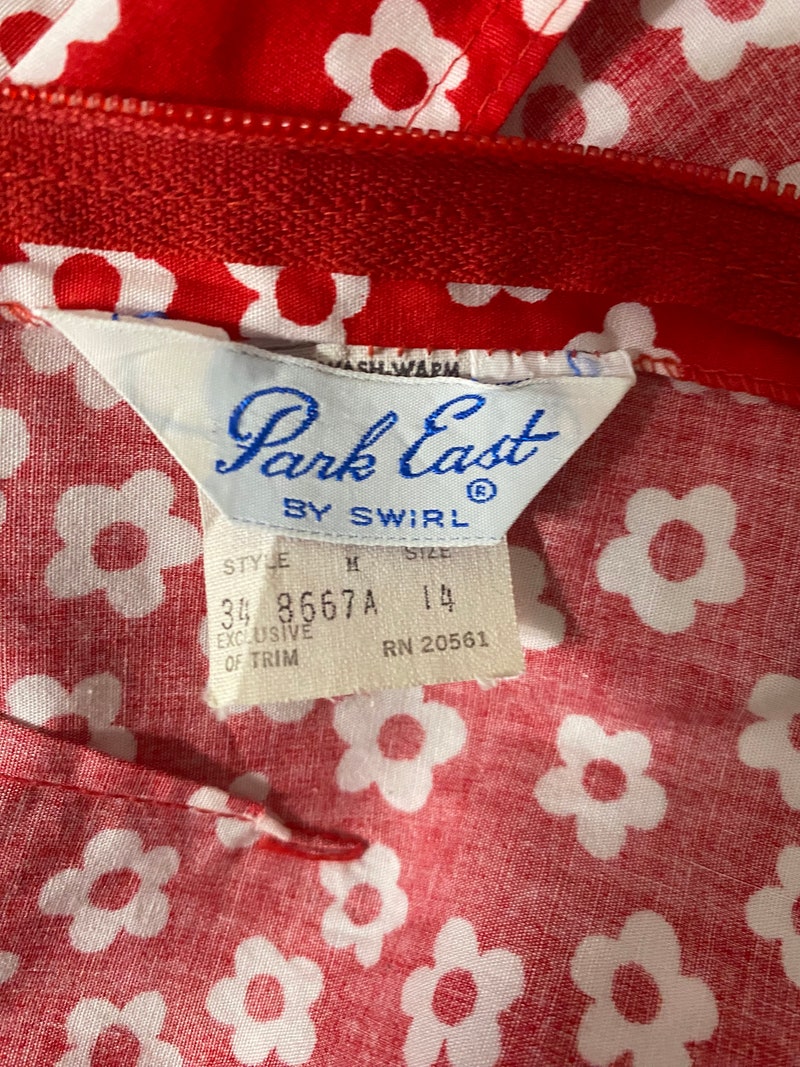 WASH-WARM
Park East ®
BY SWIRL
STYLE M SIZE
34 8667A 14
EXCLUSIVE
OF TRIM RN 20561